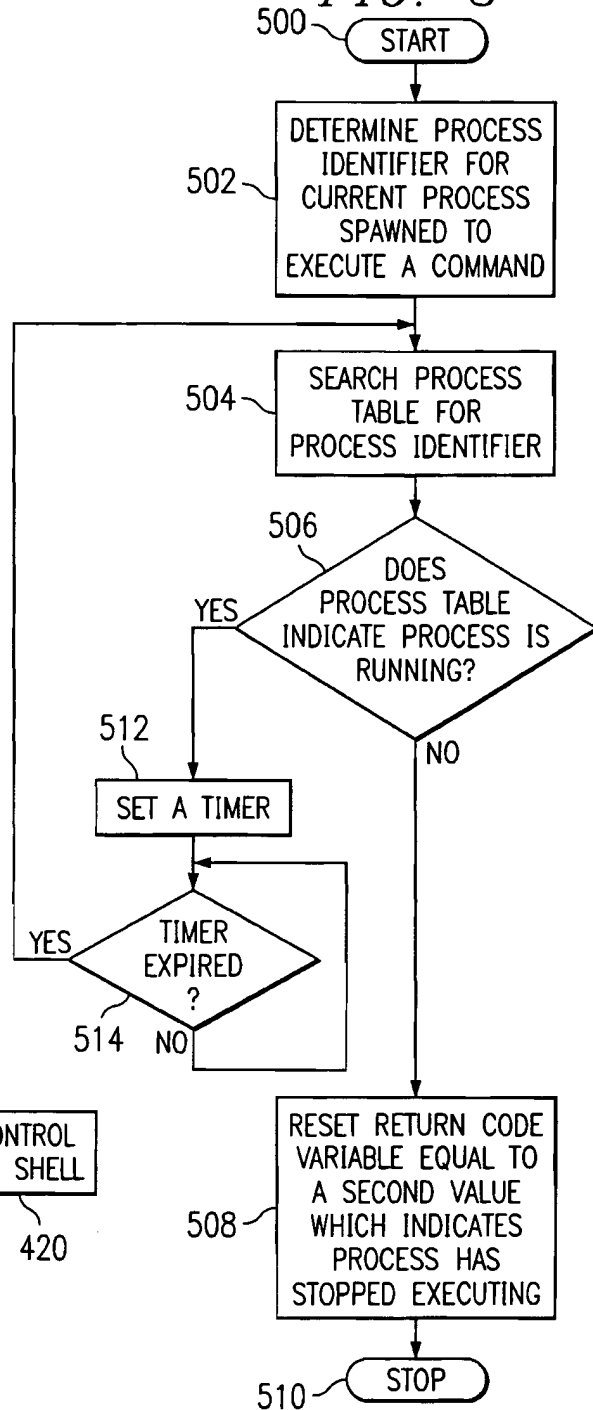 500
START
502
DETERMINE PROCESS
IDENTIFIER FOR
CURRENT PROCESS
SPAWNED TO
EXECUTE A COMMAND
504
SEARCH PROCESS
TABLE FOR
PROCESS IDENTIFIER
506
DOES
PROCESS TABLE
INDICATE PROCESS IS
RUNNING?
YES
NO
512
SET A TIMER
TIMER
EXPIRED
?
YES
514
NO
SHELL
420
508
RESET RETURN CODE
VARIABLE EQUAL TO
A SECOND VALUE
WHICH INDICATES
PROCESS HAS
STOPPED EXECUTING
510
STOP